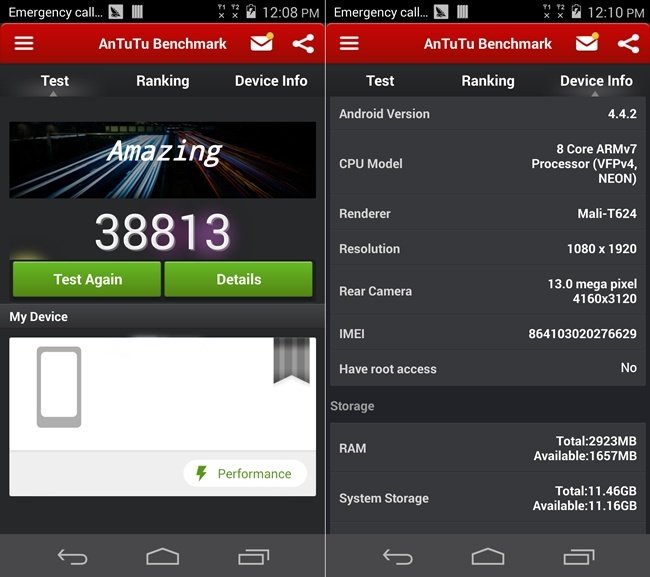 Emergency call...
T1 T2
12:08 PM
AnTuTu Benchmark
Test Ranking Device Info
Amazing
38813
Test Again Details
My Device
Performance
Emergency call...
T1 T2
12:10 PM
AnTuTu Benchmark
Test Ranking Device Info
Android Version 4.4.2
CPU Model 8 Core ARMv7
Processor (VFPv4,
NEON)
Renderer Mali-T624
Resolution 1080 x 1920
Rear Camera 13.0 mega pixel
4160x3120
IMEI 864103020276629
Have root access No
Storage
RAM Total:2923MB
Available:1657MB
System Storage Total:11.46GB
Available:11.16GB